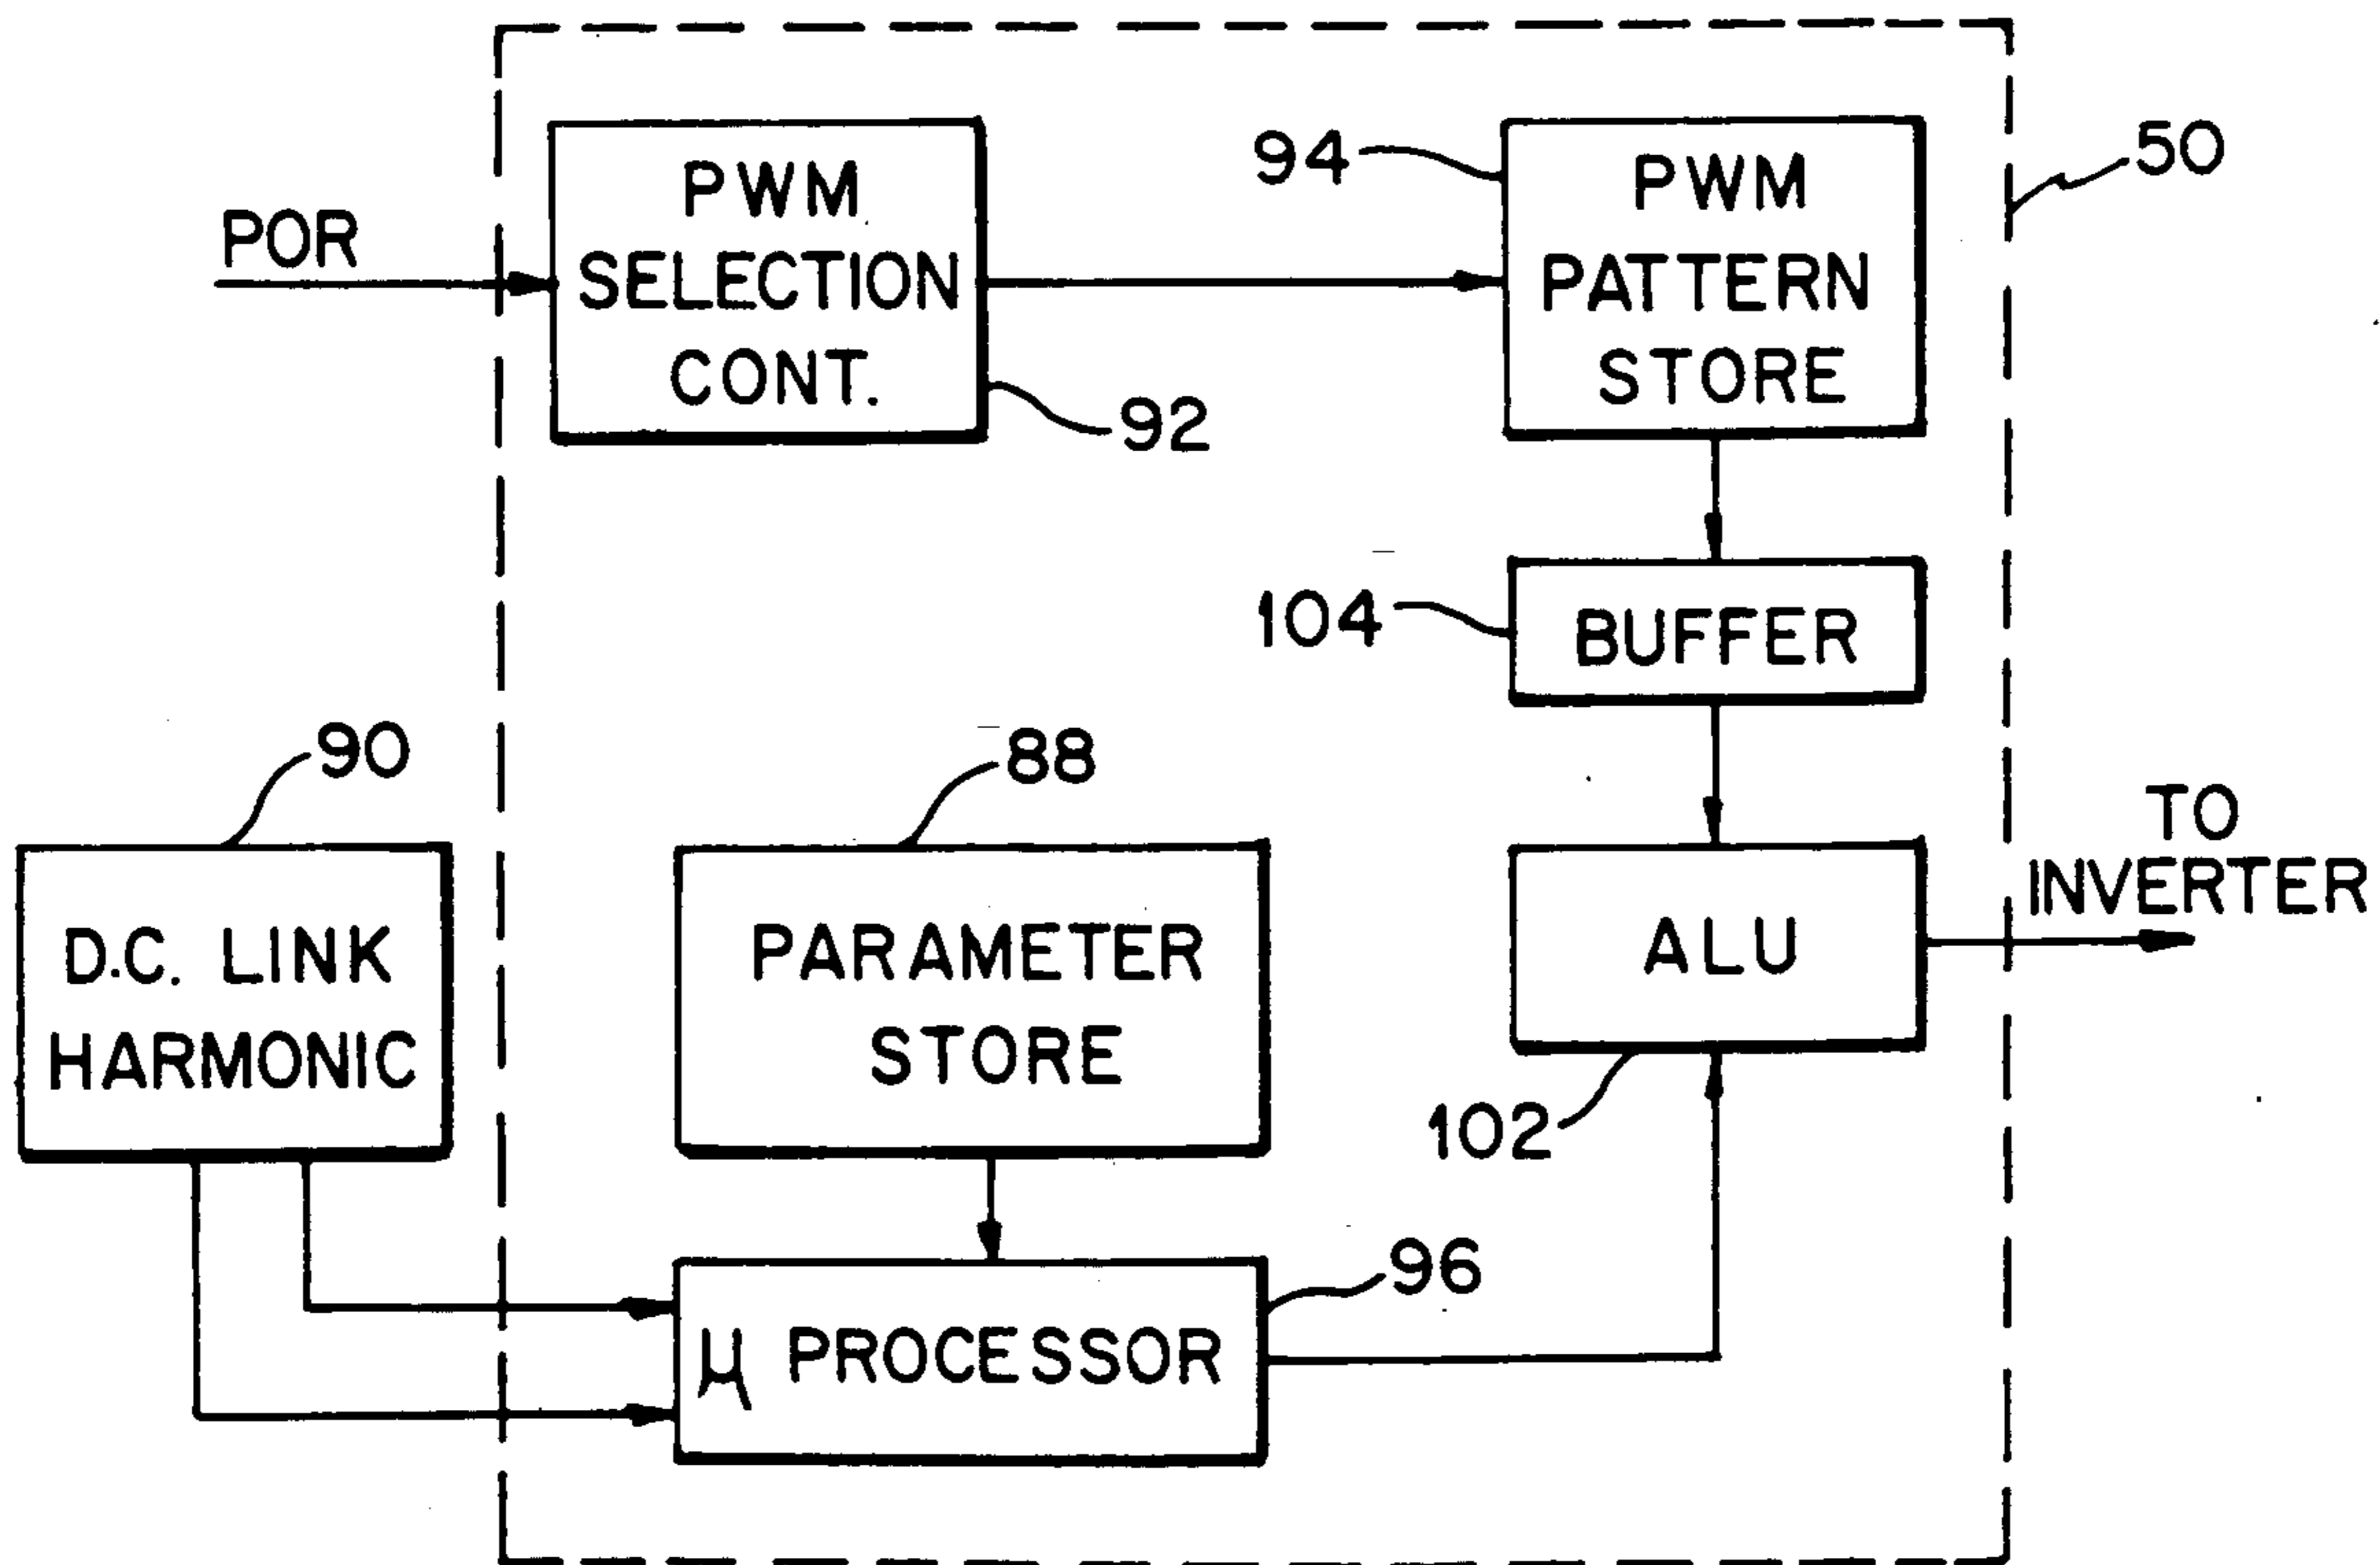 POR
PWM
SELECTION
CONT.
92
94
PWM
PATTERN
STORE
50
104
BUFFER
90
D.C. LINK
HARMONIC
88
PARAMETER
STORE
ALU
102
TO
INVERTER
96
µ PROCESSOR